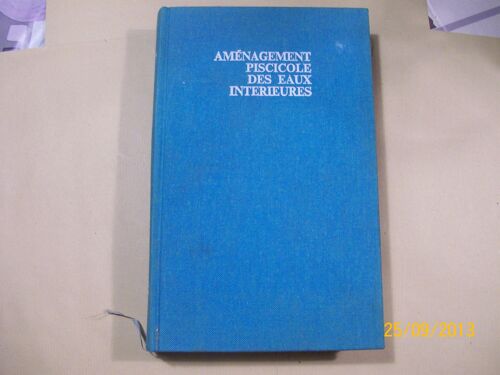 AMÉNAGEMENT
PISCICOLE
DES EAUX
INTERIEURES
25/09/2013